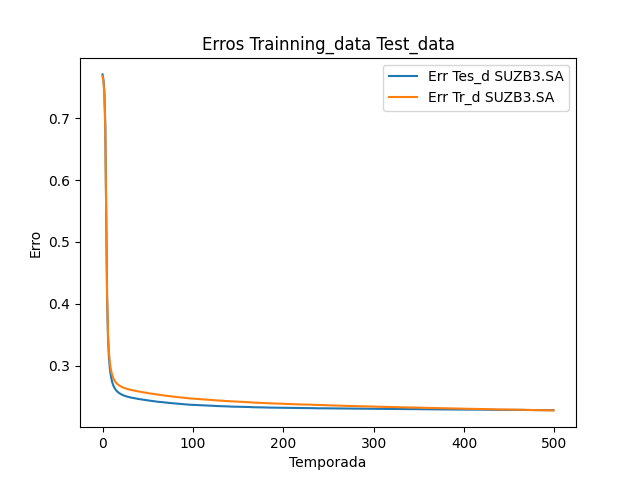 Erros Trainning_data Test_data
Err Tes_d SUZB3.SA
Err Tr_d SUZB3.SA
Erro
0.7
0.6
0.5
0.4
0.3
0
100
200
300
400
500
Temporada